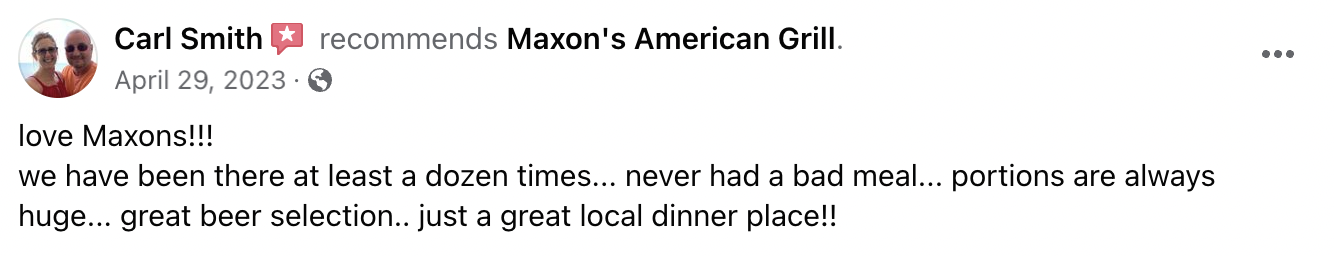 Carl Smith recommends Maxon's American Grill.
April 29, 2023 ·
love Maxons!!!
we have been there at least a dozen times... never had a bad meal... portions are always
huge... great beer selection.. just a great local dinner place!!